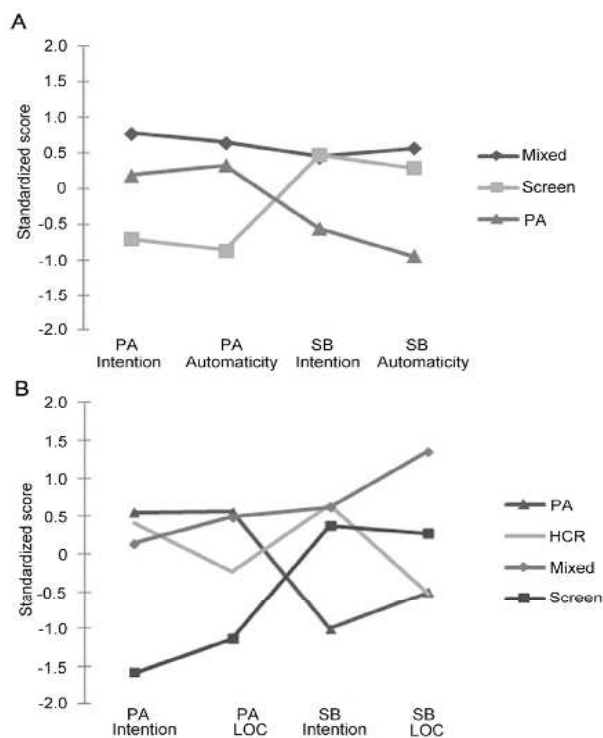 A
2.0
1.5
1.0
0.5
0
-0.5
-1.0
-1.5
2.0
Standardized score
PA
Intention
PA
Automaticity
SB
Intention
SB
Automaticity
Mixed
Screen
PA
B
2.0
1.5
1.0
0.5
0
-0.5
-1.0
-1.5
-2.0
Standardized score
PA
Intention
PA
LOC
SB
Intention
SB
LOC
PA
HCR
Mixed
Screen